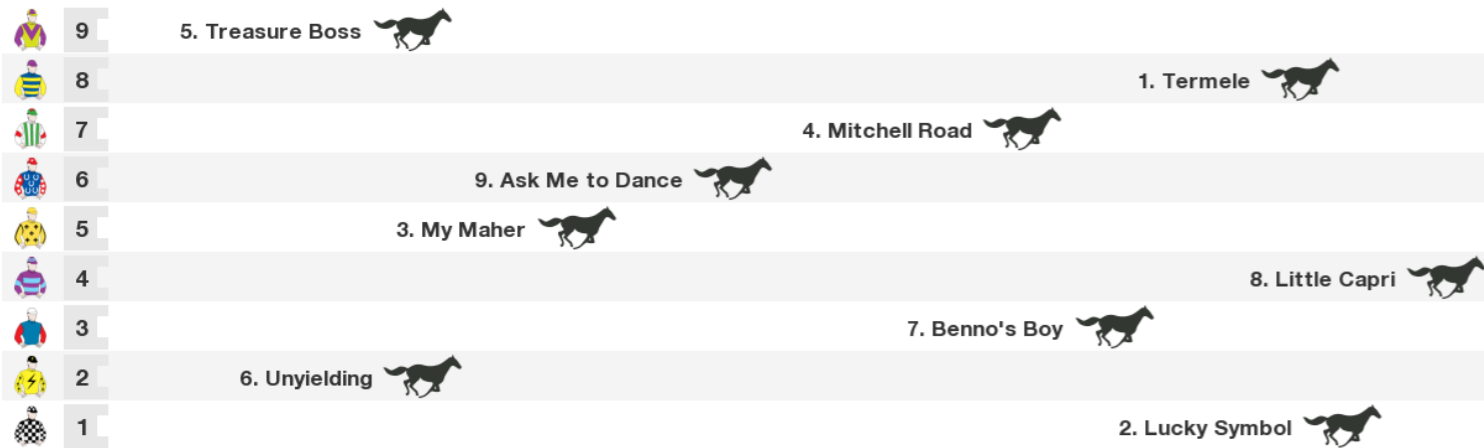 9 5. Treasure Boss
8 1. Termele
7 4. Mitchell Road
6 9. Ask Me to Dance
5 3. My Maher
4 8. Little Capri
3 7. Benno's Boy
2 6. Unyielding
1 2. Lucky Symbol